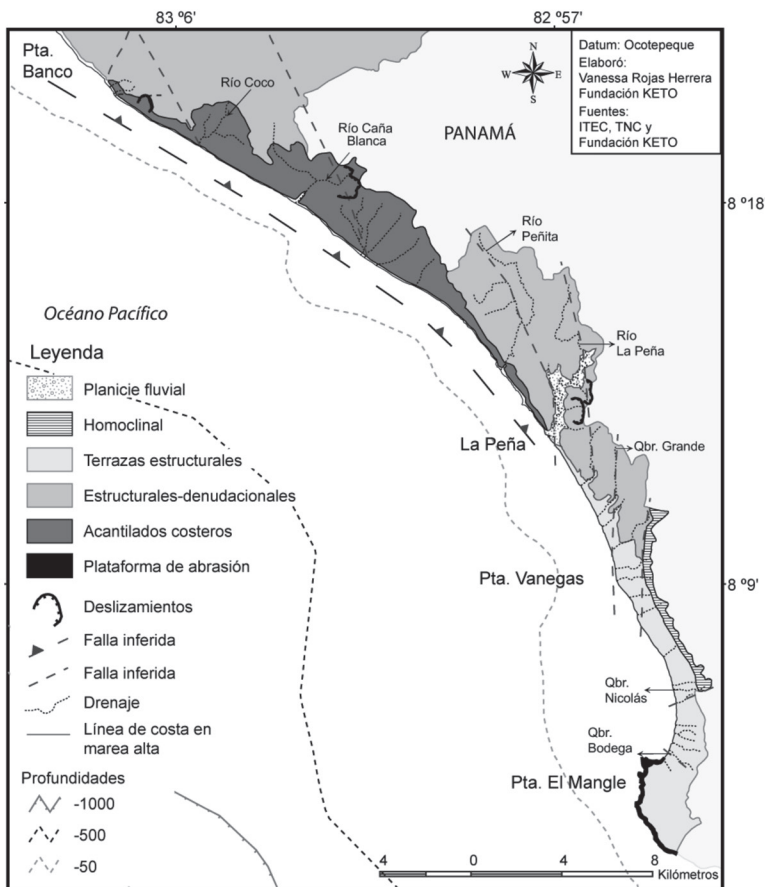 83 º6'
82 º57'
Pta.
Banco
Río Coco
Río Caña
Blanca
PANAMÁ
N
W
E
S
Datum: Ocotepeque
Elaboró:
Vanessa Rojas Herrera
Fundación KETO
Fuentes:
ITEC, TNC y
Fundación KETO
8 º18
Río
Peñita
Océano Pacífico
Río
La Peña
La Peña
Qbr. Grande
Pta. Vanegas
8 º9'
Qbr.
Nicolás
Qbr.
Bodega
Pta. El Mangle
Leyenda
Planicie fluvial
Homoclinal
Terrazas estructurales
Estructurales-denudacionales
Acantilados costeros
Plataforma de abrasión
Deslizamientos
Falla inferida
Falla inferida
Drenaje
Línea de costa en
marea alta
Profundidades
-1000
-500
-50
4 0 4 8
Kilómetros